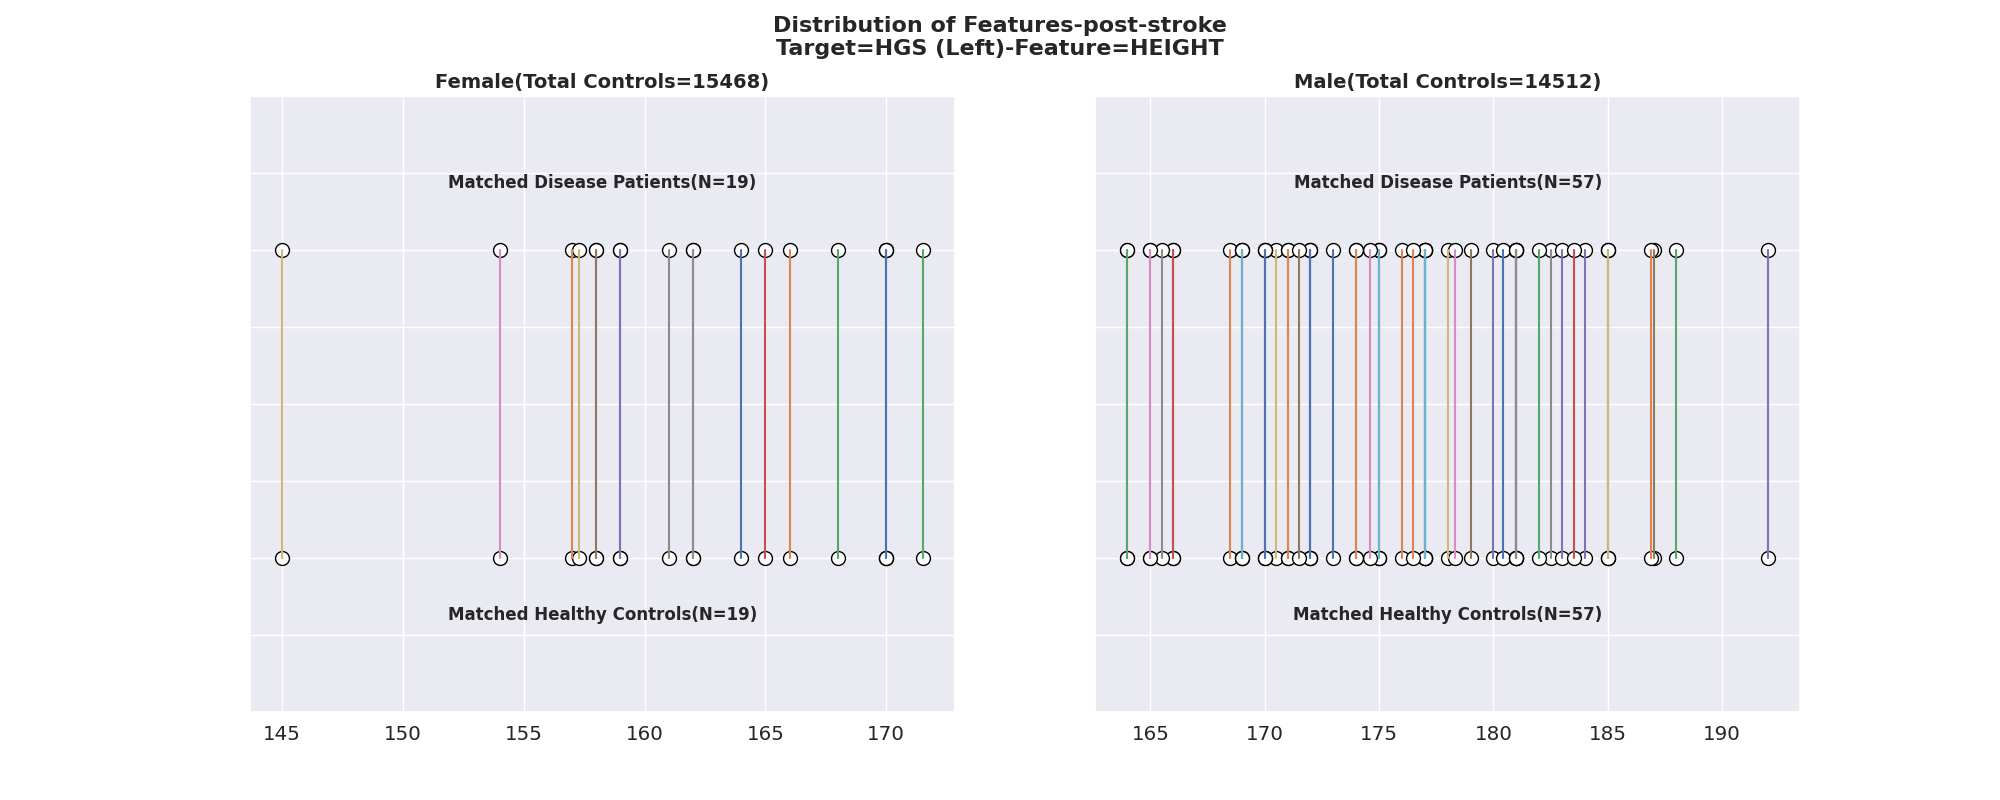 Distribution of Features-post-stroke
Target=HGS (Left)-Feature=HEIGHT
Female(Total Controls=15468)
Matched Disease Patients(N=19)
Matched Healthy Controls(N=19)
145 150 155 160 165 170
Male(Total Controls=14512)
Matched Disease Patients(N=57)
Matched Healthy Controls(N=57)
165 170 175 180 185 190